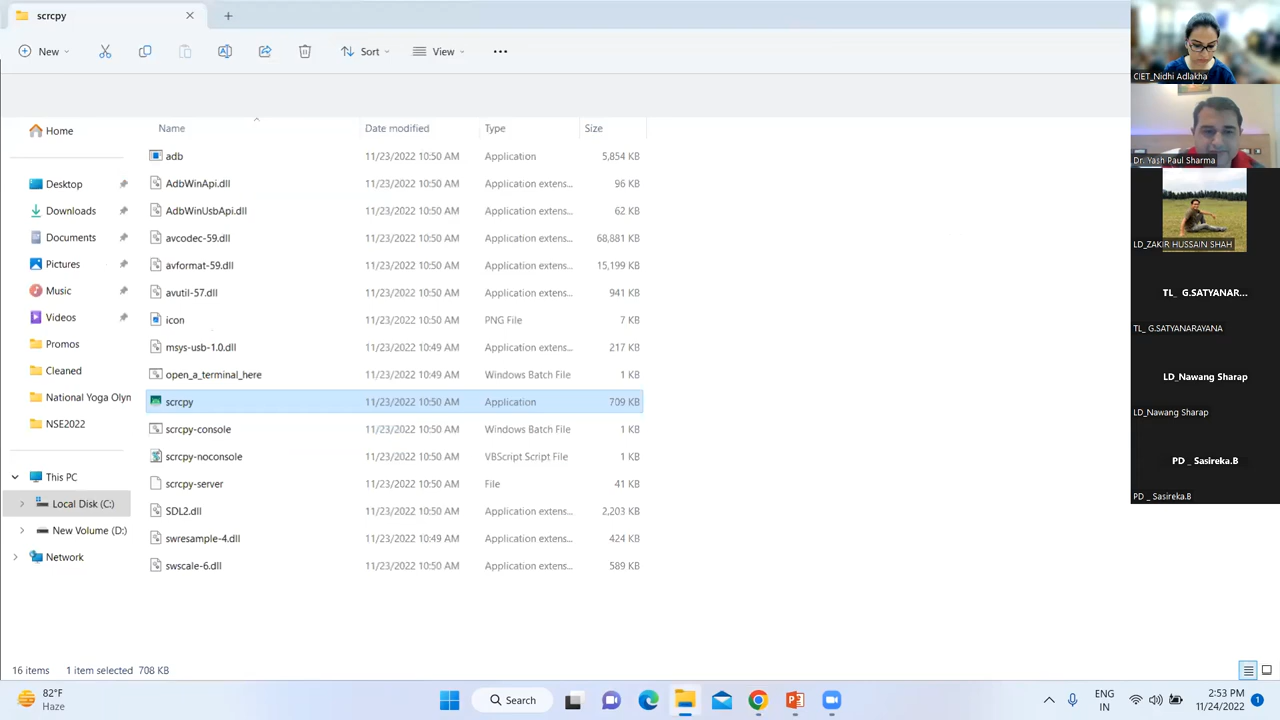 scrcpy
New
Sort
View
Name Date modified Type Size
Home
Desktop
Downloads
Documents
Pictures
Music
Videos
Promos
Cleaned
National Yoga Olyn
NSE2022
This PC
Local Disk (C:)
New Volume (D:)
Network
adb 11/23/2022 10:50 AM Application 5,854 KB
AdbWinApi.dll 11/23/2022 10:50 AM Application extens... 96 KB
AdbWinUsbApi.dll 11/23/2022 10:50 AM Application extens... 62 KB
avcodec-59.dll 11/23/2022 10:50 AM Application extens... 68,881 KB
avformat-59.dll 11/23/2022 10:50 AM Application extens... 15,199 KB
avutil-57.dll 11/23/2022 10:50 AM Application extens... 941 KB
icon 11/23/2022 10:50 AM PNG File 7 KB
msys-usb-1.0.dll 11/23/2022 10:49 AM Application extens... 217 KB
open_a_terminal_here 11/23/2022 10:49 AM Windows Batch File 1 KB
scrcpy 11/23/2022 10:50 AM Application 709 KB
scrcpy-console 11/23/2022 10:50 AM Windows Batch File 1 KB
scrcpy-noconsole 11/23/2022 10:50 AM VBScript Script File 1 KB
scrcpy-server 11/23/2022 10:50 AM File 41 KB
SDL2.dll 11/23/2022 10:50 AM Application extens... 2,203 KB
swresample-4.dll 11/23/2022 10:49 AM Application extens... 424 KB
swscale-6.dll 11/23/2022 10:50 AM Application extens... 589 KB
16 items 1 item selected 708 KB
CIET_Nidhi Adlakha
Dr. Yash Paul Sharma
LD_ZAKIR HUSSAIN SHAH
TL_ G.SATYANAR...
TL_ G.SATYANARAYANA
LD_Nawang Sharap
LD_Nawang Sharap
PD _ Sasireka.B
PD _ Sasireka.B
82°F
Haze
Search
ENG
IN
2:53 PM
11/24/2022
1